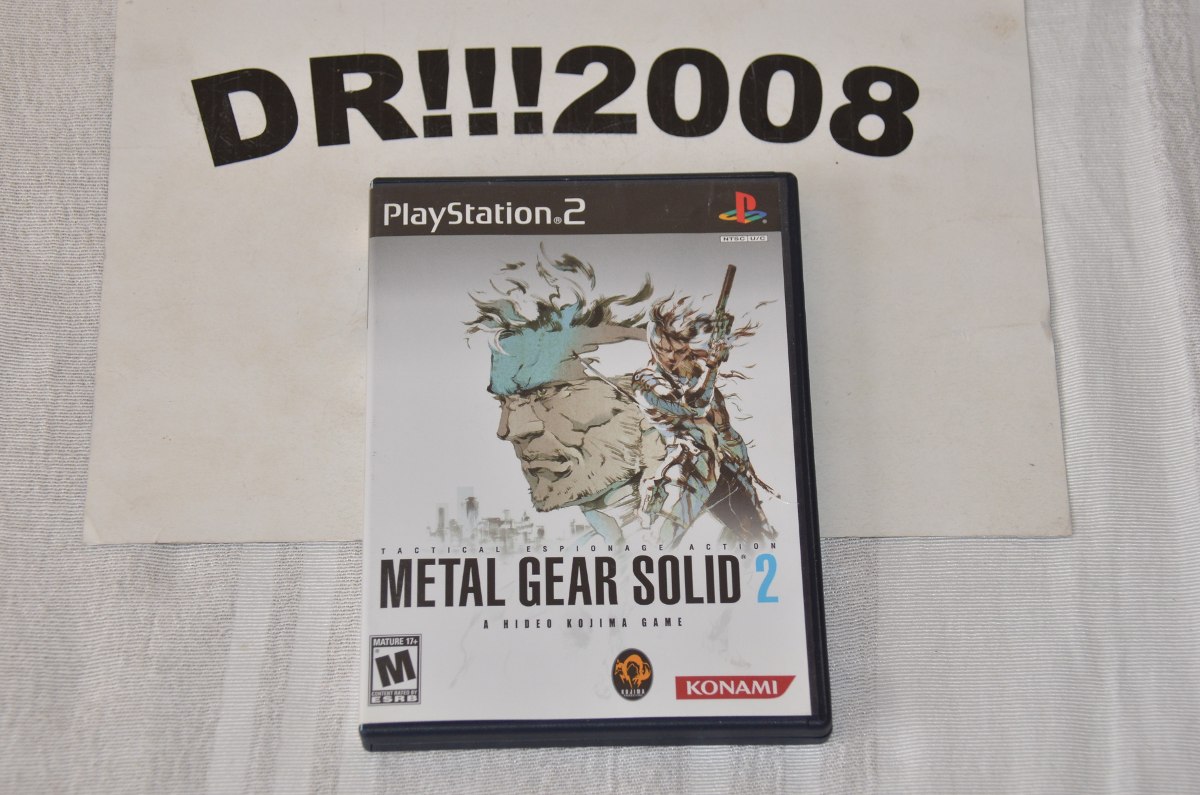 DR!!!2008
PlayStation®2
NTSC U/C
TACTICAL ESPIONAGE ACTION
METAL GEAR SOLID® 2
A HIDEO KOJIMA GAME
MATURE 17+
M
CONTENT RATED BY
ESRB
KOJIMA
KONAMI